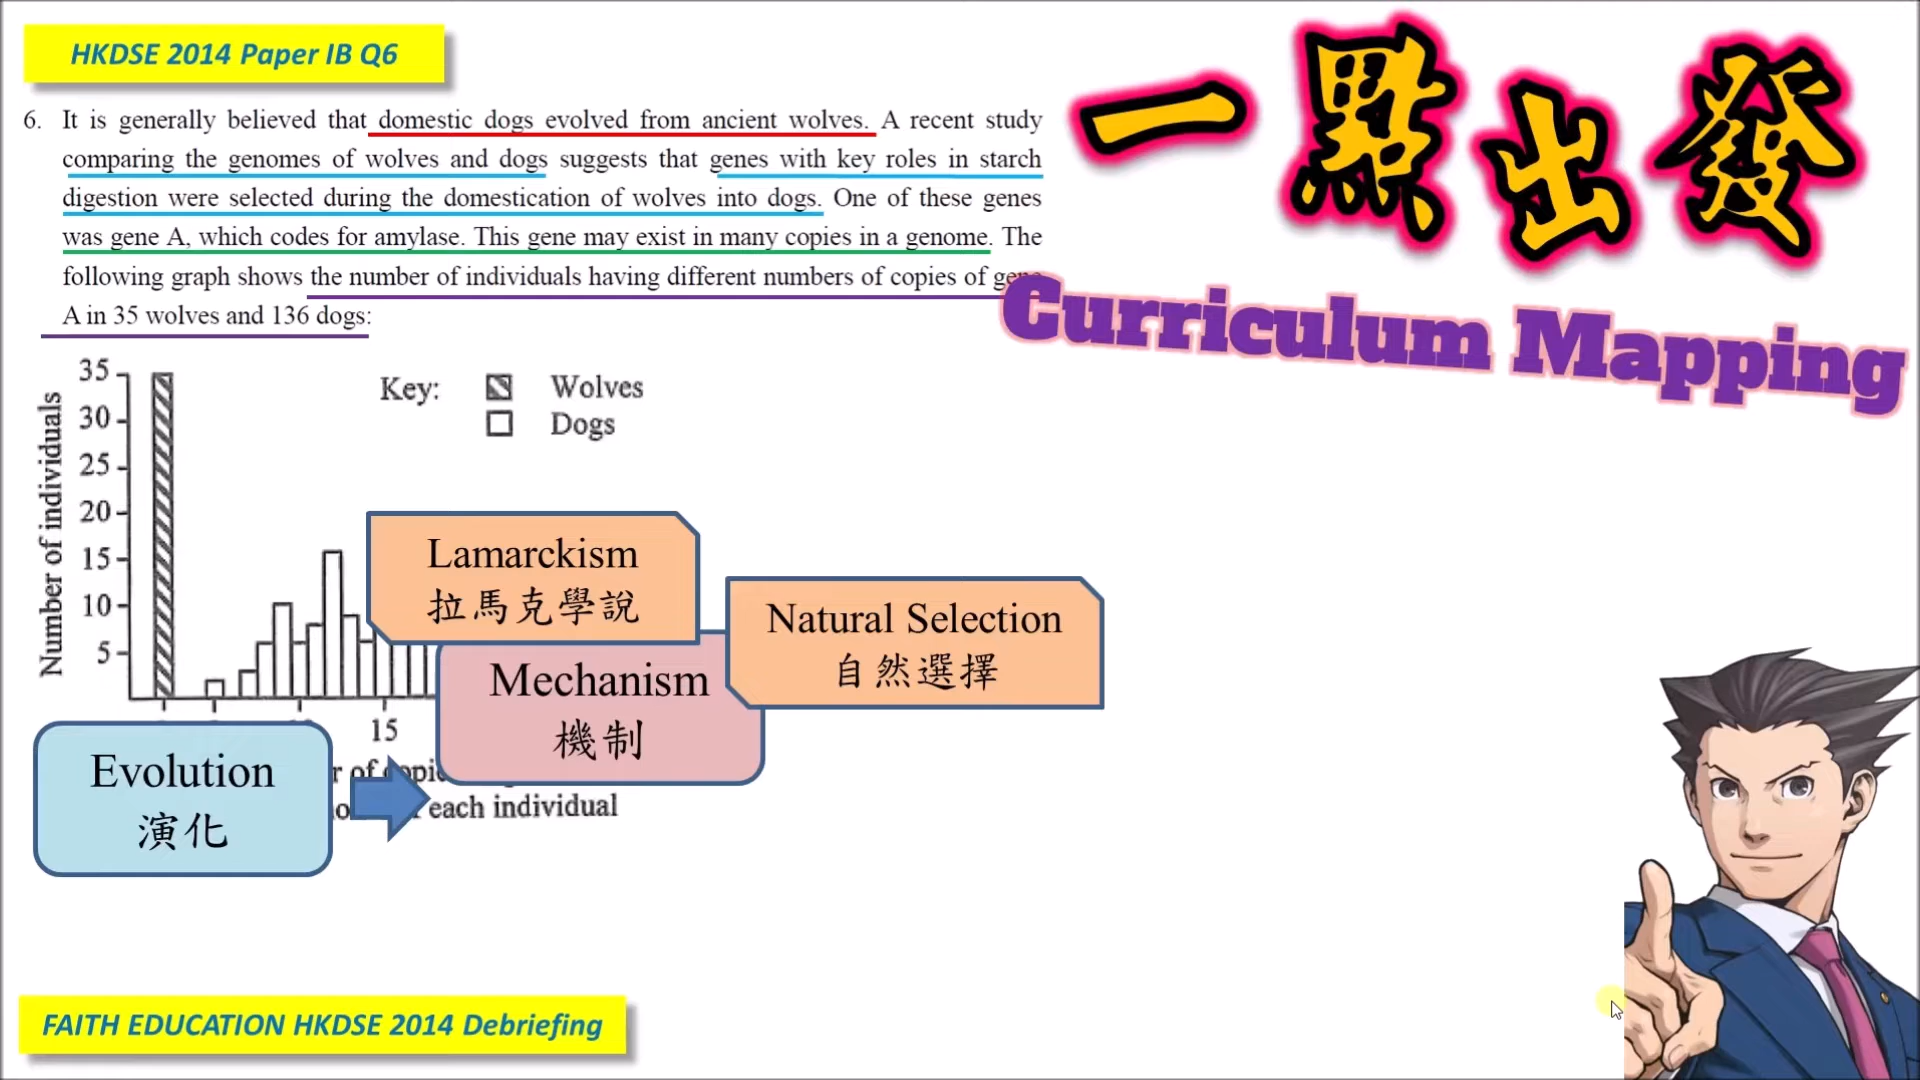 HKDSE 2014 Paper IB Q6
一點出發
Curriculum Mapping
6. It is generally believed that domestic dogs evolved from ancient wolves. A recent study
comparing the genomes of wolves and dogs suggests that genes with key roles in starch
digestion were selected during the domestication of wolves into dogs. One of these genes
was gene A, which codes for amylase. This gene may exist in many copies in a genome. The
following graph shows the number of individuals having different numbers of copies of gene
A in 35 wolves and 136 dogs:
Number of individuals
35
30
25
20
15
10
5
Key:
Wolves
Dogs
15
each individual
Lamarckism
拉馬克學說
Natural Selection
自然選擇
Mechanism
機制
Evolution
演化
FAITH EDUCATION HKDSE 2014 Debriefing